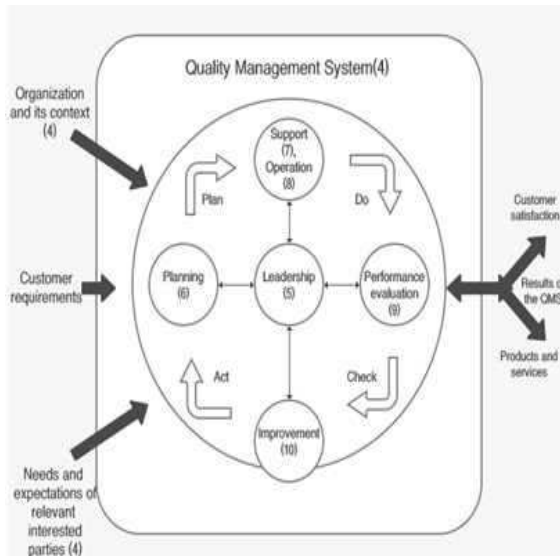 Quality Management System(4)
Organization
and its context
(4)
Support
(7),
Operation
(8)
Plan
Do
Customer
satisfaction
Customer
requirements
Planning
(6)
Leadership
(5)
Performance
evaluation
(9)
Results o
the QMS
Products and
services
Act
Check
Improvement
(10)
Needs and
expectations of
relevant
interested
parties (4)